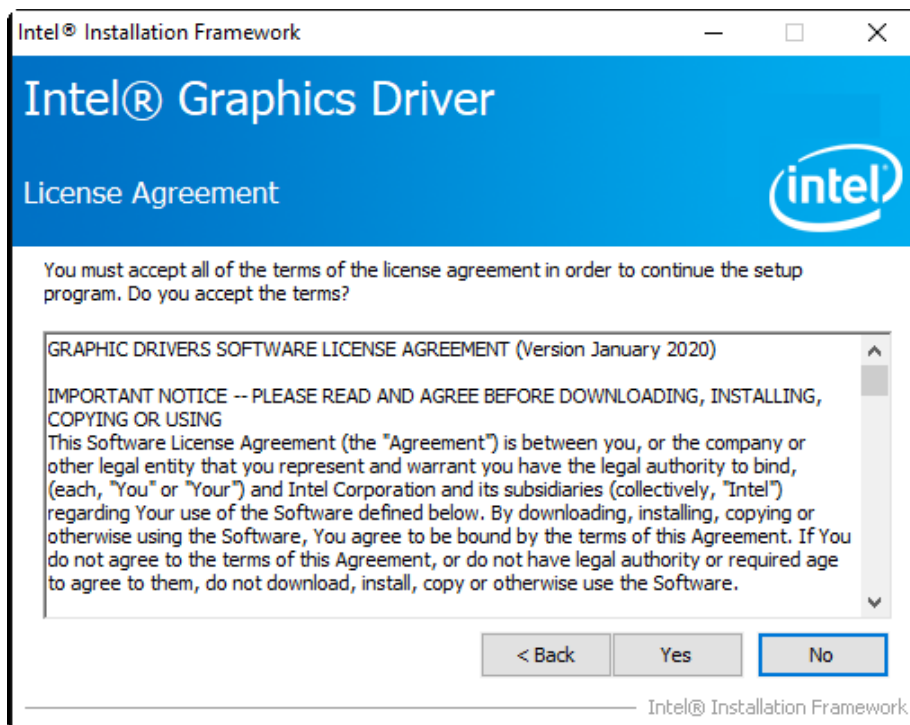 Intel® Installation Framework
Intel® Graphics Driver
License Agreement
intel®
You must accept all of the terms of the license agreement in order to continue the setup
program. Do you accept the terms?
GRAPHIC DRIVERS SOFTWARE LICENSE AGREEMENT (Version January 2020)
IMPORTANT NOTICE -- PLEASE READ AND AGREE BEFORE DOWNLOADING, INSTALLING,
COPYING OR USING
This Software License Agreement (the "Agreement") is between you, or the company or
other legal entity that you represent and warrant you have the legal authority to bind,
(each, "You" or "Your") and Intel Corporation and its subsidiaries (collectively, "Intel")
regarding Your use of the Software defined below. By downloading, installing, copying or
otherwise using the Software, You agree to be bound by the terms of this Agreement. If You
do not agree to the terms of this Agreement, or do not have legal authority or required age
to agree to them, do not download, install, copy or otherwise use the Software.
< Back Yes No
Intel® Installation Framework